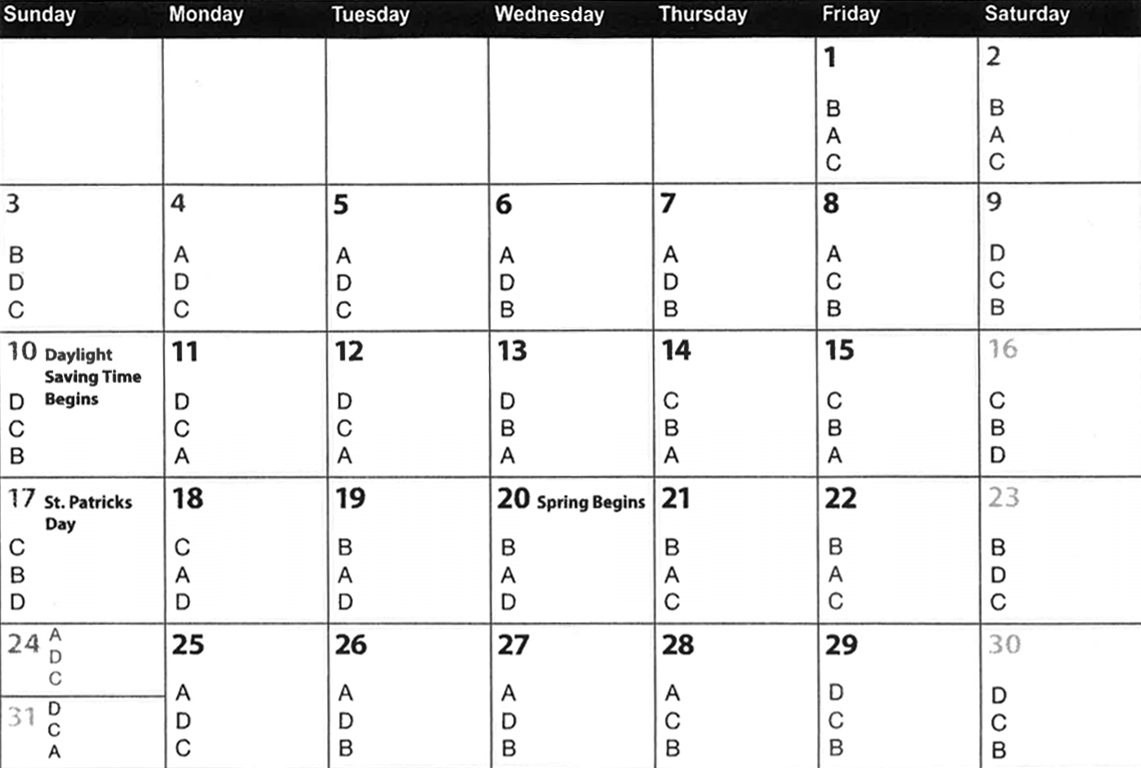 Sunday Monday Tuesday Wednesday Thursday Friday Saturday
1
B
A
C
2
B
A
C
3
B
D
C
4
A
D
C
5
A
D
C
6
A
D
B
7
A
D
B
8
A
C
B
9
D
C
B
10 Daylight
Saving Time
Begins
D
C
B
11
D
C
A
12
D
C
A
13
D
B
A
14
C
B
A
15
C
B
A
16
C
B
D
17 St. Patricks
Day
C
B
D
18
C
A
D
19
B
A
D
20 Spring Begins
B
A
D
21
B
A
C
22
B
A
C
23
B
D
C
24
A
D
C
31
D
C
A
25
A
D
C
26
A
D
B
27
A
D
B
28
A
C
B
29
D
C
B
30
D
C
B